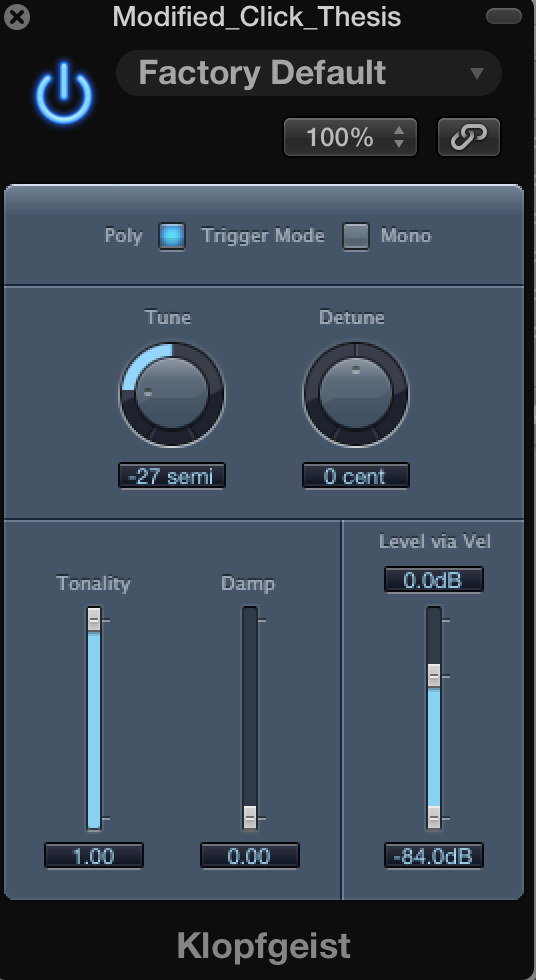 Modified_Click_Thesis
Factory Default
100%
Poly Trigger Mode Mono
Tune Detune
-27 semi 0 cent
Level via Vel
0.0dB
Tonality Damp
1.00 0.00 -84.0dB
Klopfgeist